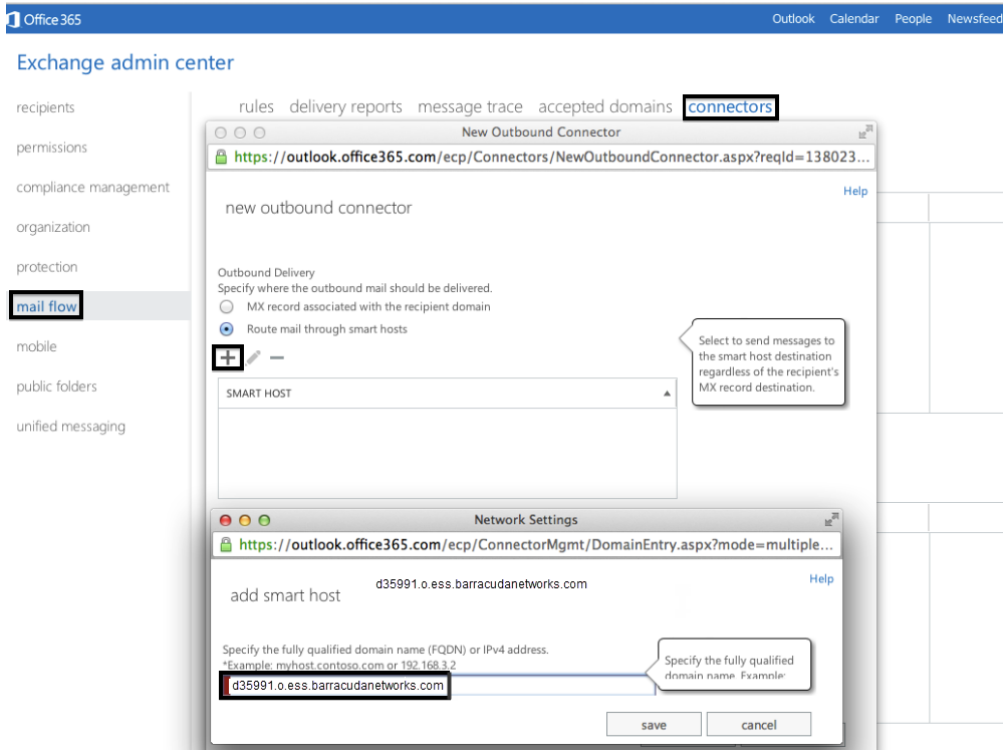 Office 365
Outlook Calendar People Newsfeed
Exchange admin center
recipients
permissions
compliance management
organization
protection
mail flow
mobile
public folders
unified messaging
rules delivery reports message trace accepted domains connectors
New Outbound Connector
https://outlook.office365.com/ecp/Connectors/NewOutboundConnector.aspx?reqId=138023...
Help
new outbound connector
Outbound Delivery
Specify where the outbound mail should be delivered.
MX record associated with the recipient domain
Route mail through smart hosts
Select to send messages to
the smart host destination
regardless of the recipient's
MX record destination.
SMART HOST
Network Settings
https://outlook.office365.com/ecp/ConnectorMgmt/DomainEntry.aspx?mode=multiple...
Help
d35991.o.ess.barracudanetworks.com
add smart host
Specify the fully qualified domain name (FQDN) or IPv4 address.
*Example: myhost.contoso.com or 192.168.3.2
d35991.o.ess.barracudanetworks.com
Specify the fully qualified
domain name. Example:
save cancel